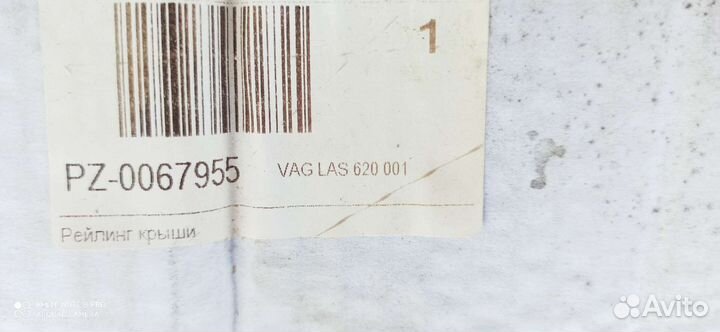 1
PZ-0067955
VAG LAS 620 001
Рейлинг крыши
Avito